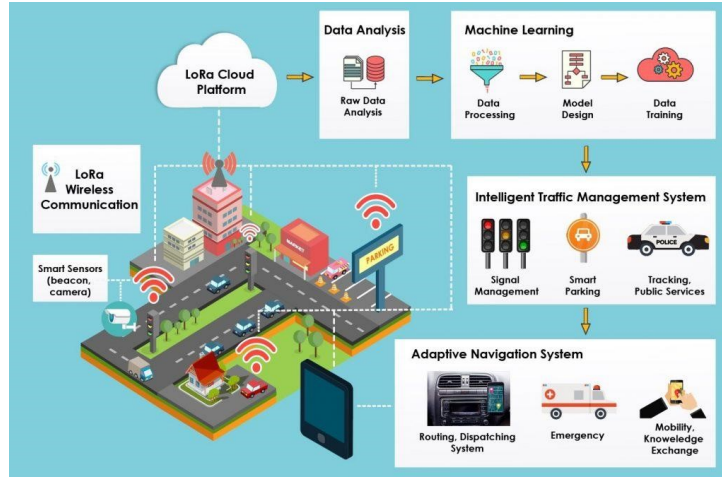 LoRa Cloud
Platform
Data Analysis
Raw Data
Analysis
Machine Learning
Data
Processing
Model
Design
Data
Training
LoRa
Wireless
Communication
Smart Sensors
(beacon,
camera)
MARKET
PARKING
Intelligent Traffic Management System
Signal
Management
Smart
Parking
POLICE
Tracking,
Public Services
Adaptive Navigation System
Routing, Dispatching
System
Emergency
Mobility,
Knoweledge
Exchange